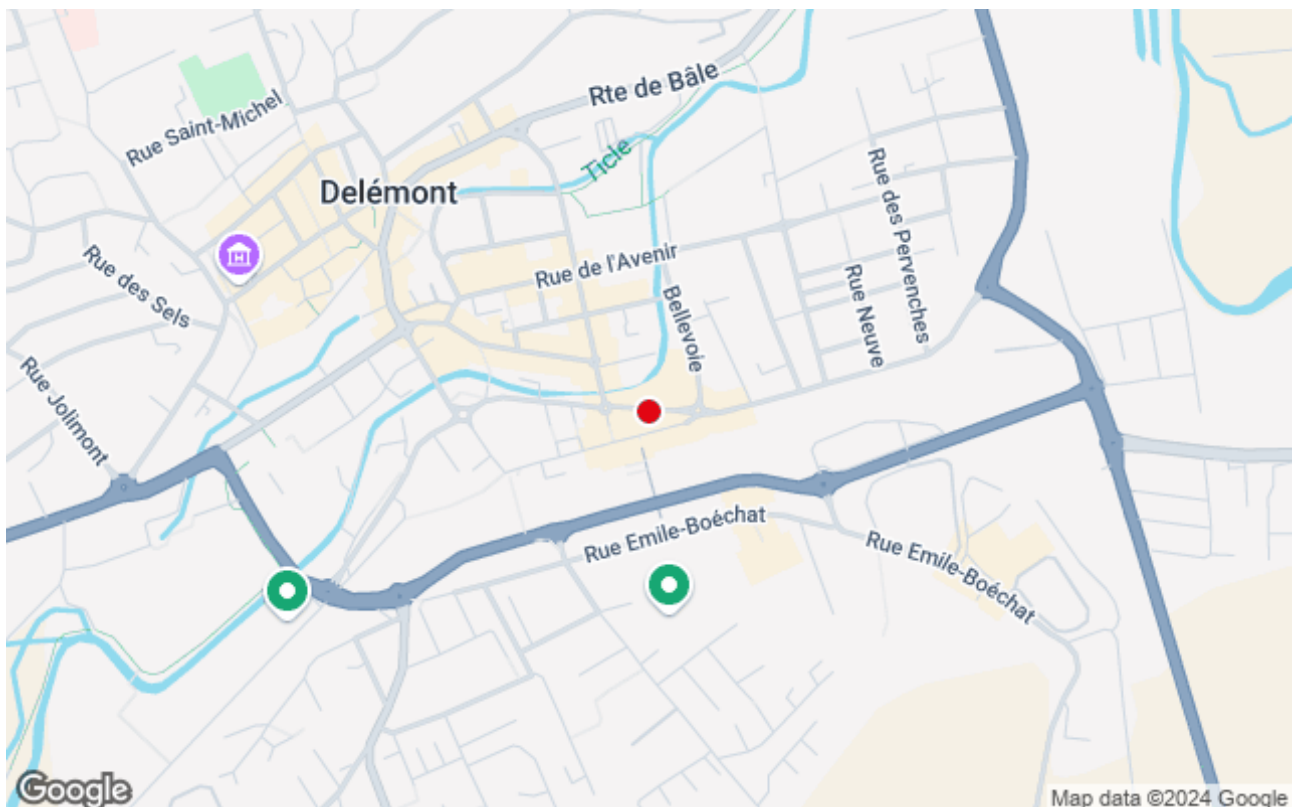 Rte de Bâle
Rue Saint-Michel
Ticle
Delémont
Rue des Pervenches
Rue de l'Avenir
Rue des Sels
Bellevoie
Rue Neuve
Rue Jolimont
Rue Emile-Boéchat
Rue Emile-Boéchat
Google
Map data ©2024 Google